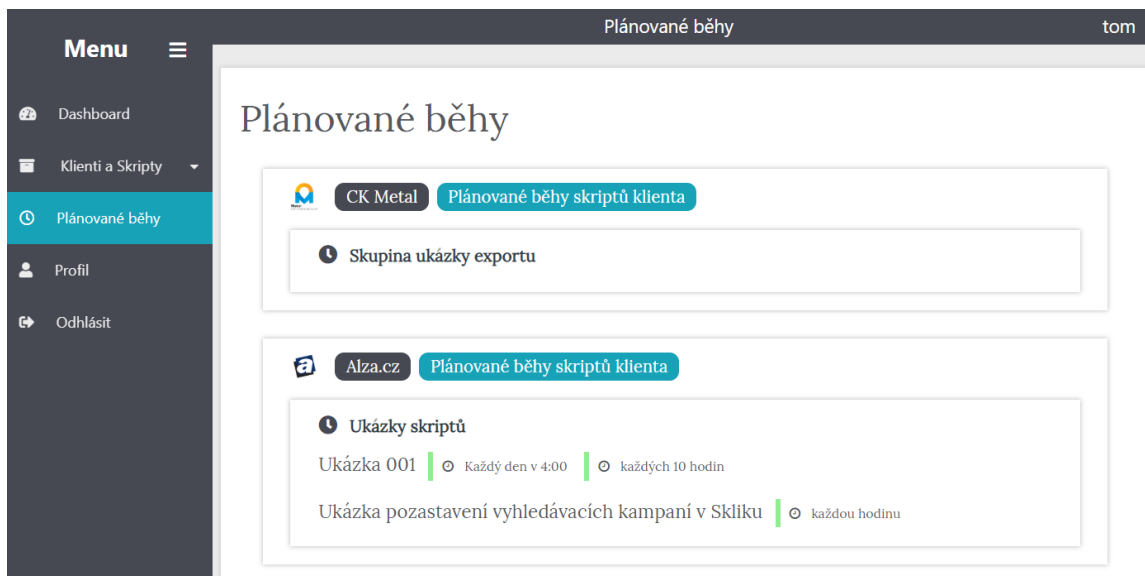 Plánované běhy
tom
Menu
Dashboard
Klienti a Skripty
Plánované běhy
Profil
Odhlásit
Plánované běhy
CK Metal Plánované běhy skriptů klienta
Skupina ukázky exportu
Alza.cz Plánované běhy skriptů klienta
Ukázky skriptů
Ukázka 001 Každý den v 4:00 každých 10 hodin
Ukázka pozastavení vyhledávacích kampaní v Skliku každou hodinu